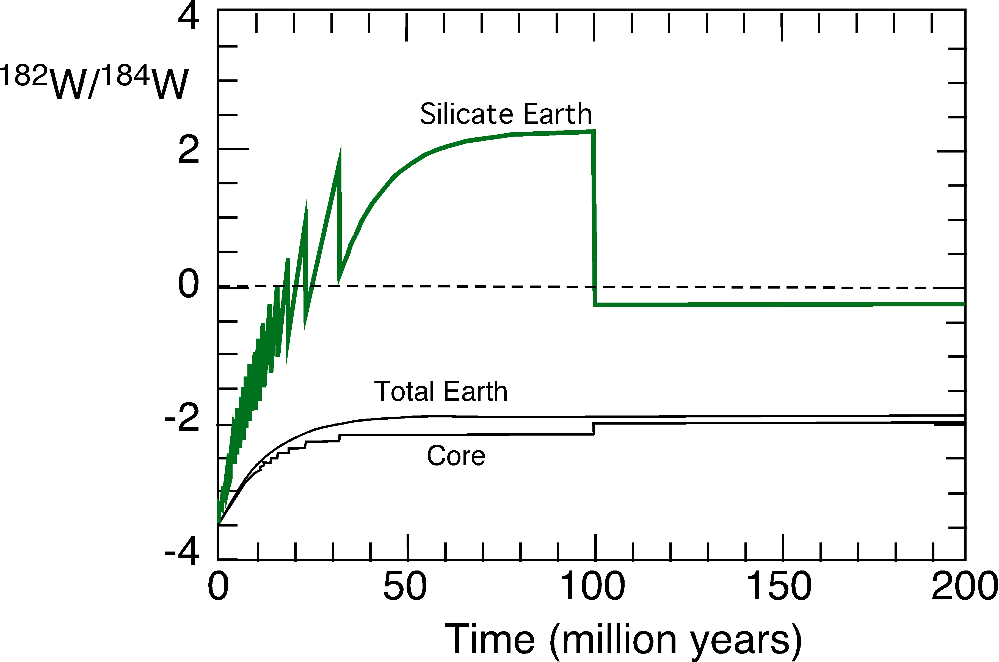 4
¹⁸²W/¹⁸⁴W
Silicate Earth
2
0
Total Earth
-2
Core
-4
0 50 100 150 200
Time (million years)